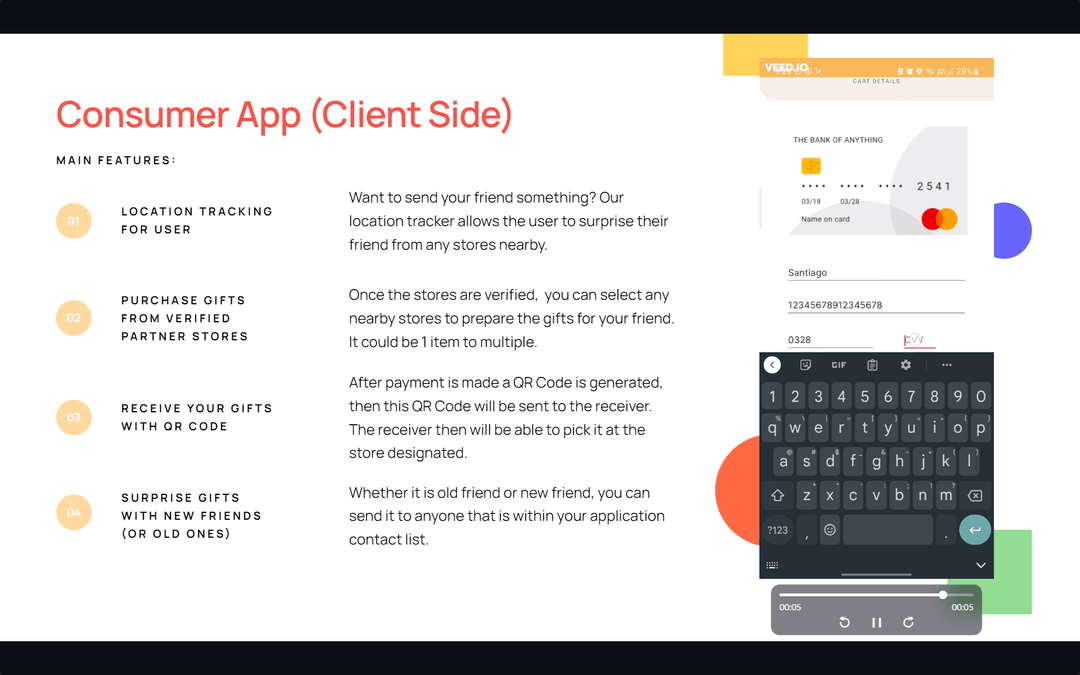 Consumer App (Client Side)
MAIN FEATURES:
01
LOCATION TRACKING
FOR USER
Want to send your friend something? Our
location tracker allows the user to surprise their
friend from any stores nearby.
02
PURCHASE GIFTS
FROM VERIFIED
PARTNER STORES
Once the stores are verified, you can select any
nearby stores to prepare the gifts for your friend.
It could be 1 item to multiple.
03
RECEIVE YOUR GIFTS
WITH QR CODE
After payment is made a QR Code is generated,
then this QR Code will be sent to the receiver.
The receiver then will be able to pick it at the
store designated.
04
SURPRISE GIFTS
WITH NEW FRIENDS
(OR OLD ONES)
Whether it is old friend or new friend, you can
send it to anyone that is within your application
contact list.
VEED.IO
29%
CART DETAILS
THE BANK OF ANYTHING
•••• •••• •••• 2541
03/18 03/28
Name on card
Santiago
12345678912345678
0328
CVV
GIF
1 2 3 4 5 6 7 8 9 0
q w e r t y u i o p
a s d f g h j k l
z x c v b n m
?123 , .
00:05 00:05